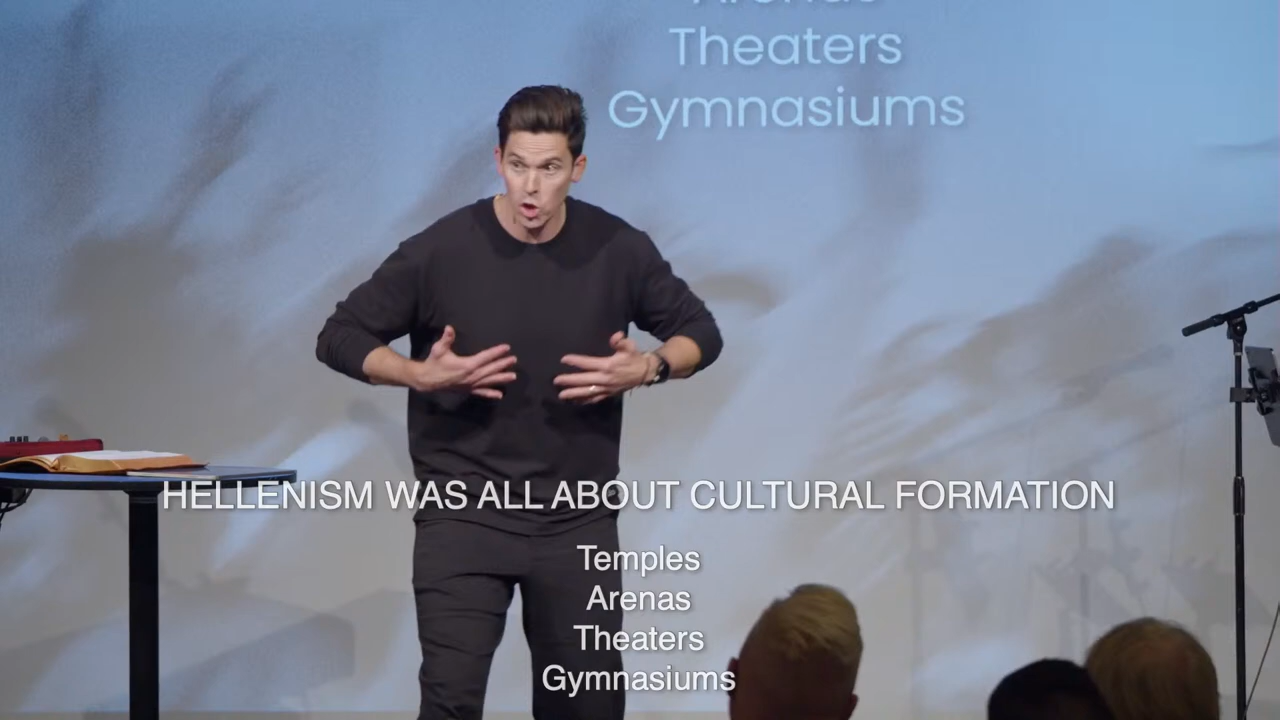 Theaters
Gymnasiums
HELLENISM WAS ALL ABOUT CULTURAL FORMATION
Temples
Arenas
Theaters
Gymnasiums